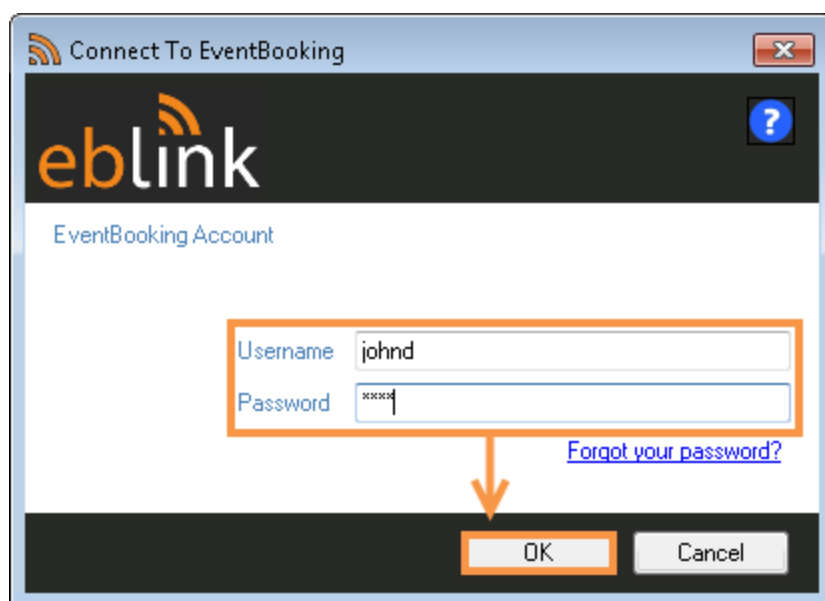 Connect To EventBooking
eblink
?
EventBooking Account
Username johnd
Password ****
Forgot your password?
OK Cancel